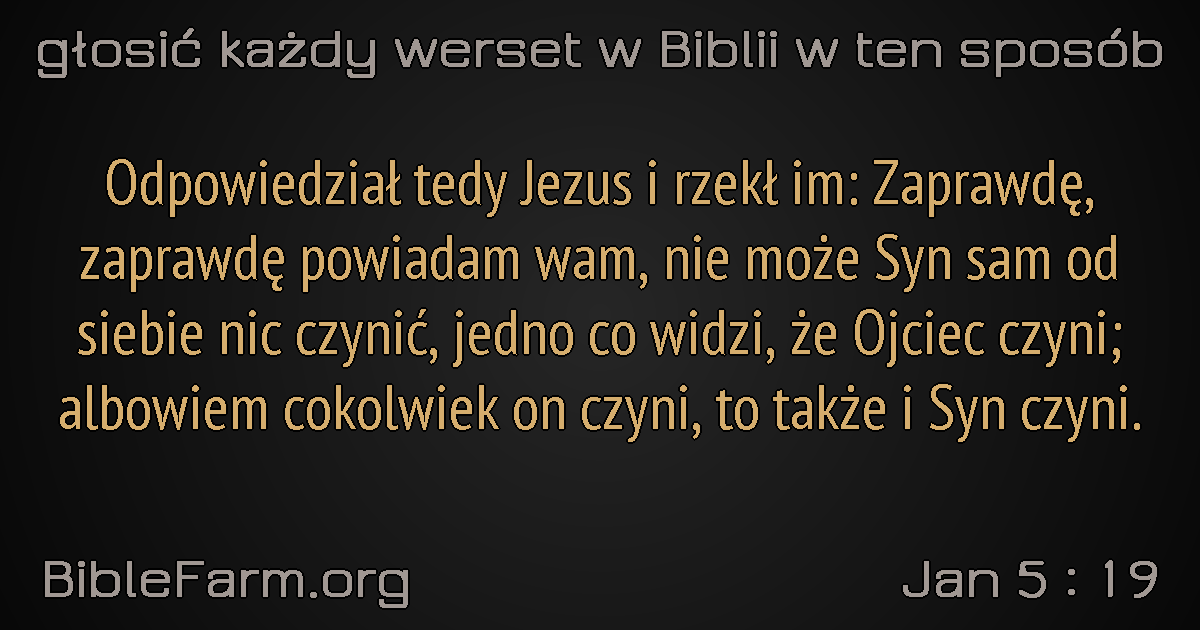 głosić każdy werset w Biblii w ten sposób
Odpowiedział tedy Jezus i rzekł im: Zaprawdę,
zaprawdę powiadam wam, nie może Syn sam od
siebie nic czynić, jedno co widzi, że Ojciec czyni;
albowiem cokolwiek on czyni, to także i Syn czyni.
BibleFarm.org
Jan 5 : 19